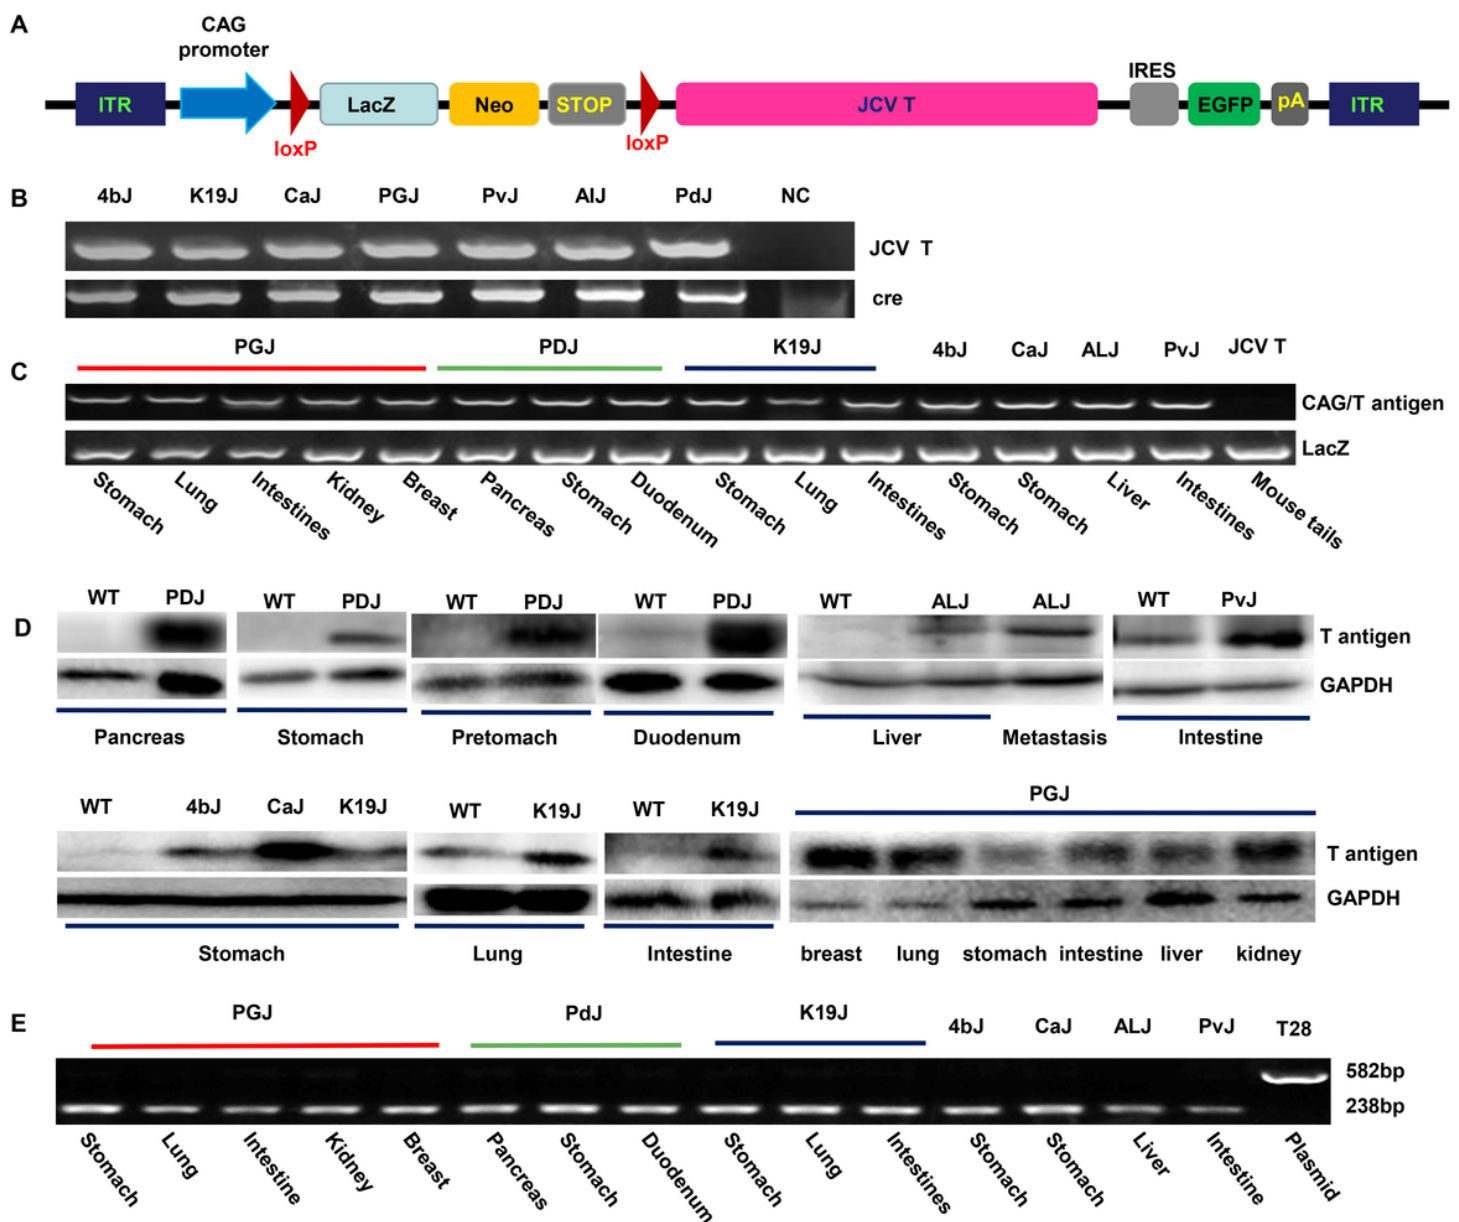 A
CAG
promoter
IRES
ITR LacZ Neo STOP JCV T EGFP pA ITR
loxP loxP
B
4bJ K19J CaJ PGJ PvJ AlJ PdJ NC
JCV T
cre
C
PGJ PDJ K19J 4bJ CaJ ALJ PvJ JCV T
CAG/T antigen
LacZ
Stomach Lung Intestines Kidney Breast Pancreas Stomach Duodenum Stomach Lung Intestines Stomach Stomach Liver Intestines Mouse tails
D
WT PDJ WT PDJ WT PDJ WT PDJ WT ALJ ALJ WT PvJ
T antigen
GAPDH
Pancreas Stomach Pretomach Duodenum Liver Metastasis Intestine
WT 4bJ CaJ K19J WT K19J WT K19J PGJ
T antigen
GAPDH
Stomach Lung Intestine breast lung stomach intestine liver kidney
E
PGJ PdJ K19J 4bJ CaJ ALJ PvJ T28
582bp
238bp
Stomach Lung Intestine Kidney Breast Pancreas Stomach Duodenum Stomach Lung Intestines Stomach Stomach Liver Intestine Plasmid